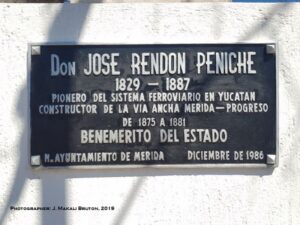 DON JOSE RENDON PENICHE
1829 – 1887
PIONERO DEL SISTEMA FERROVIARIO EN YUCATAN
CONSTRUCTOR DE LA VIA ANCHA MERIDA – PROGRESO
DE 1875 A 1881
BENEMERITO DEL ESTADO
H. AYUNTAMIENTO DE MERIDA DICIEMBRE DE 1986
PHOTOGRAPHER: J. MAKALI BRUTON, 2019